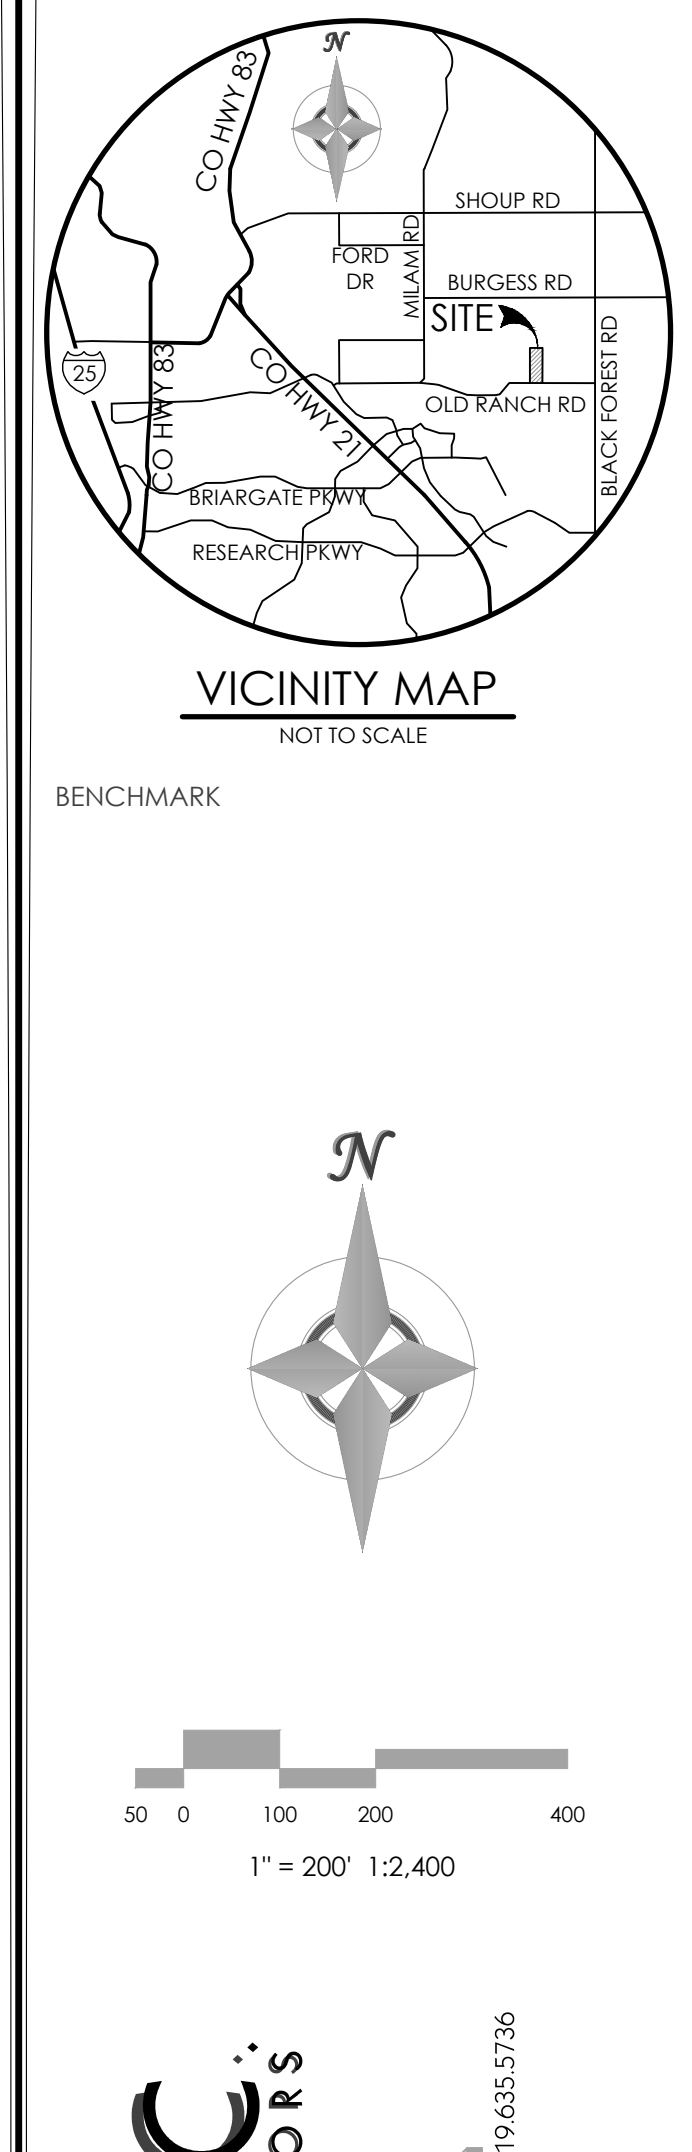 N
CO HWY 83
SHOUP RD
FORD
DR
MILAM RD
BURGESS RD
SITE
25
CO HWY 83
CO HWY 21
OLD RANCH RD
BLACK FOREST RD
BRIARGATE PKWY
RESEARCH PKWY
VICINITY MAP
NOT TO SCALE
BENCHMARK
N
50 0 100 200 400
1" = 200' 1:2,400
ORS
19.635.5736